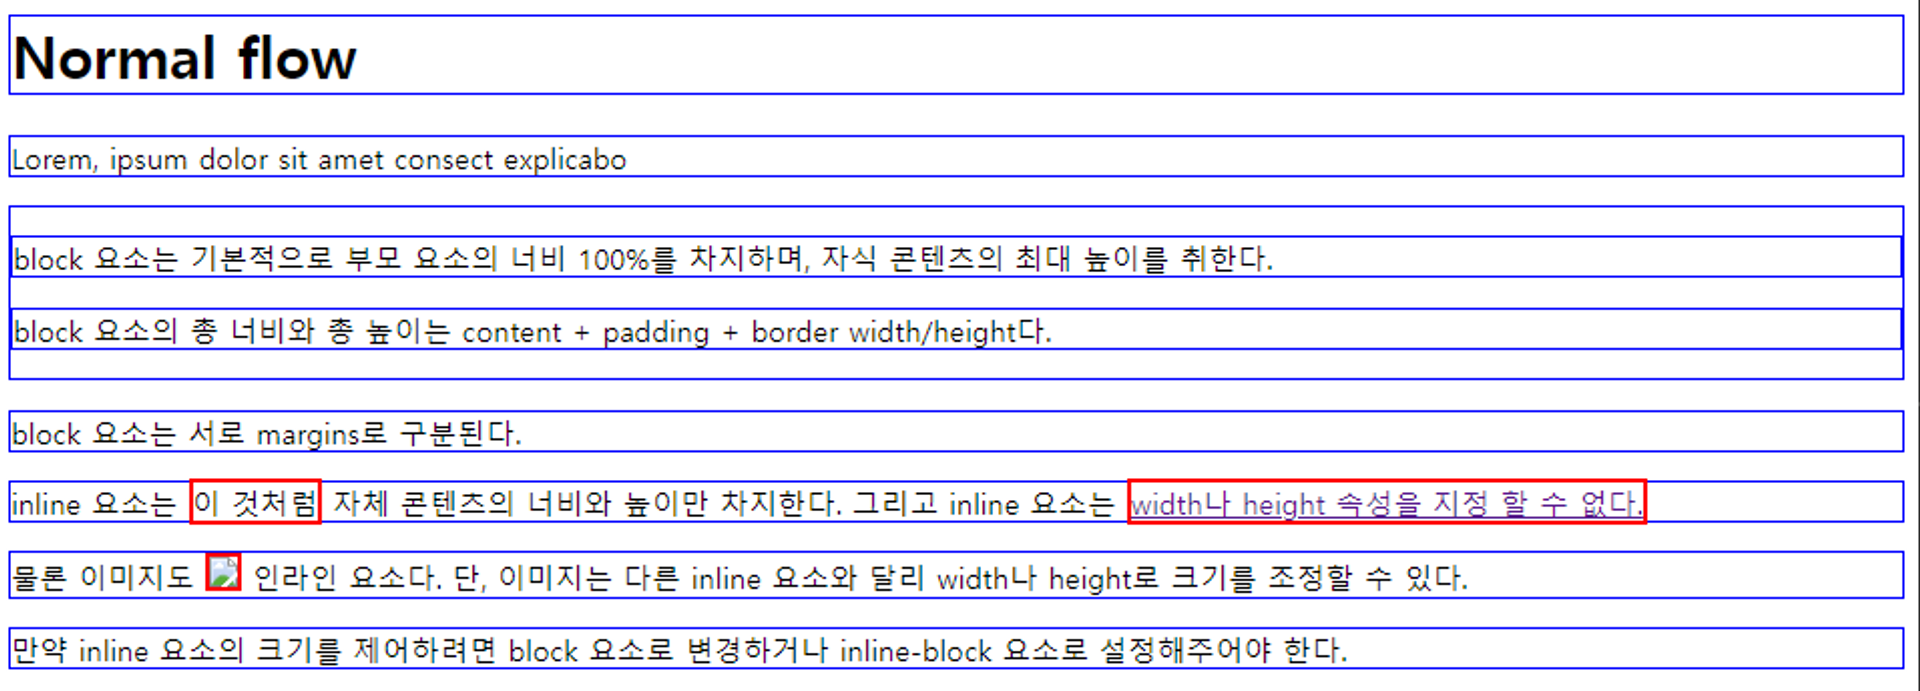 Normal flow
Lorem, ipsum dolor sit amet consect explicabo
block 요소는 기본적으로 부모 요소의 너비 100%를 차지하며, 자식 콘텐츠의 최대 높이를 취한다.
block 요소의 총 너비와 총 높이는 content + padding + border width/height다.
block 요소는 서로 margins로 구분된다.
inline 요소는 이 것처럼 자체 콘텐츠의 너비와 높이만 차지한다. 그리고 inline 요소는 width나 height 속성을 지정 할 수 없다.
물론 이미지도 인라인 요소다. 단, 이미지는 다른 inline 요소와 달리 width나 height로 크기를 조정할 수 있다.
만약 inline 요소의 크기를 제어하려면 block 요소로 변경하거나 inline-block 요소로 설정해주어야 한다.